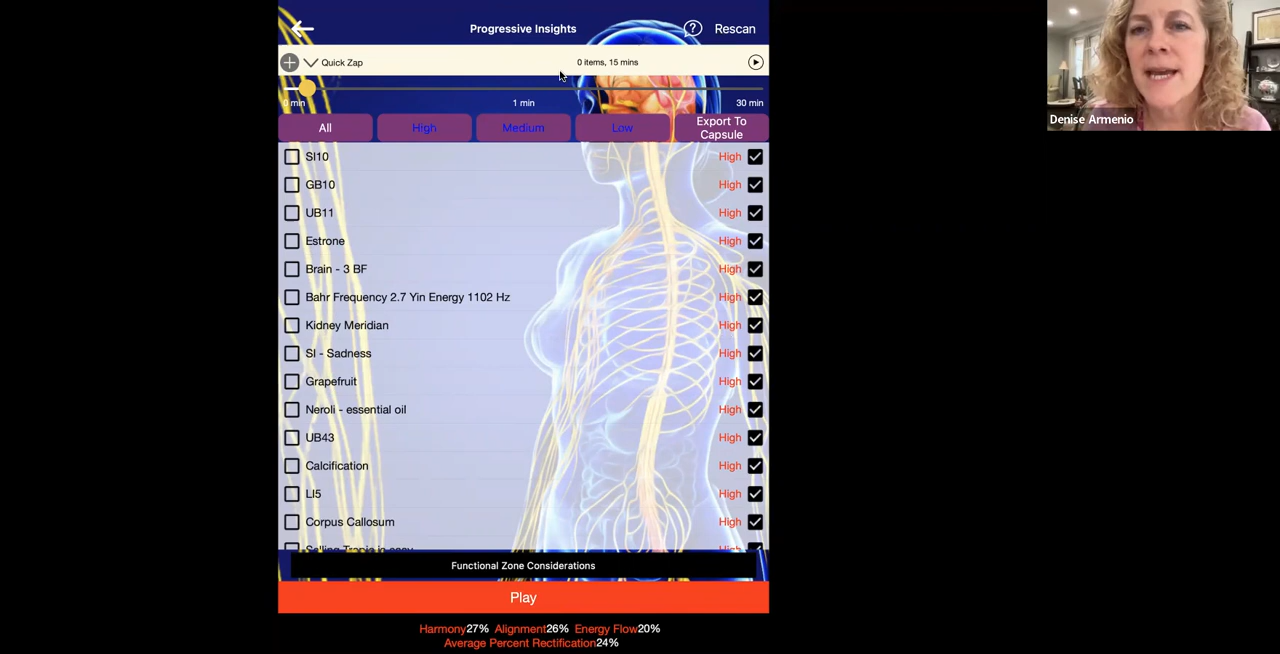 Progressive Insights
Rescan
Quick Zap
0 items, 15 mins
0 min
1 min
30 min
All
High
Medium
Low
Export To
Capsule
SI10 High
GB10 High
UB11 High
Estrone High
Brain - 3 BF High
Bahr Frequency 2.7 Yin Energy 1102 Hz High
Kidney Meridian High
SI - Sadness High
Grapefruit High
Neroli - essential oil High
UB43 High
Calcification High
LI5 High
Corpus Callosum High
High
Functional Zone Considerations
Play
Harmony27% Alignment26% Energy Flow20%
Average Percent Rectification24%
Denise Armenio